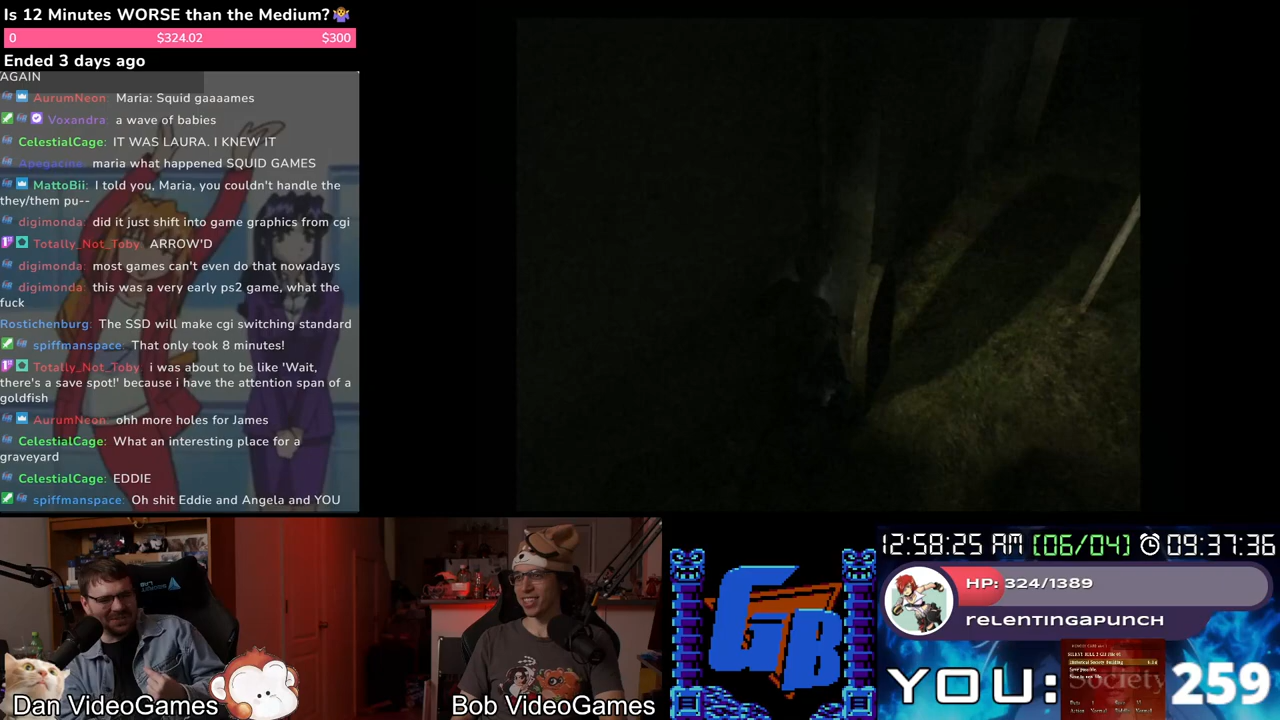 Is 12 Minutes WORSE than the Medium?🤷‍♀️
0 $324.02 $300
Ended 3 days ago
AGAIN
AurumNeon: Maria: Squid gaaaames
Voxandra: a wave of babies
CelestialCage: IT WAS LAURA. I KNEW IT
Apegacme: maria what happened SQUID GAMES
MattoBii: I told you, Maria, you couldn't handle the
they/them pu--
digimonda: did it just shift into game graphics from cgi
Totally_Not_Toby: ARROW'D
digimonda: most games can't even do that nowadays
digimonda: this was a very early ps2 game, what the
fuck
Rostichenburg: The SSD will make cgi switching standard
spiffmanspace: That only took 8 minutes!
Totally_Not_Toby: i was about to be like 'Wait,
there's a save spot!' because i have the attention span of a
goldfish
AurumNeon: ohh more holes for James
CelestialCage: What an interesting place for a
graveyard
CelestialCage: EDDIE
spiffmanspace: Oh shit Eddie and Angela and YOU
Dan VideoGames
Bob VideoGames
GB
12:58:25 AM [06/04] 09:37:36
HP: 324/1389
RELENTINGAPUNCH
YOU:
Society
259